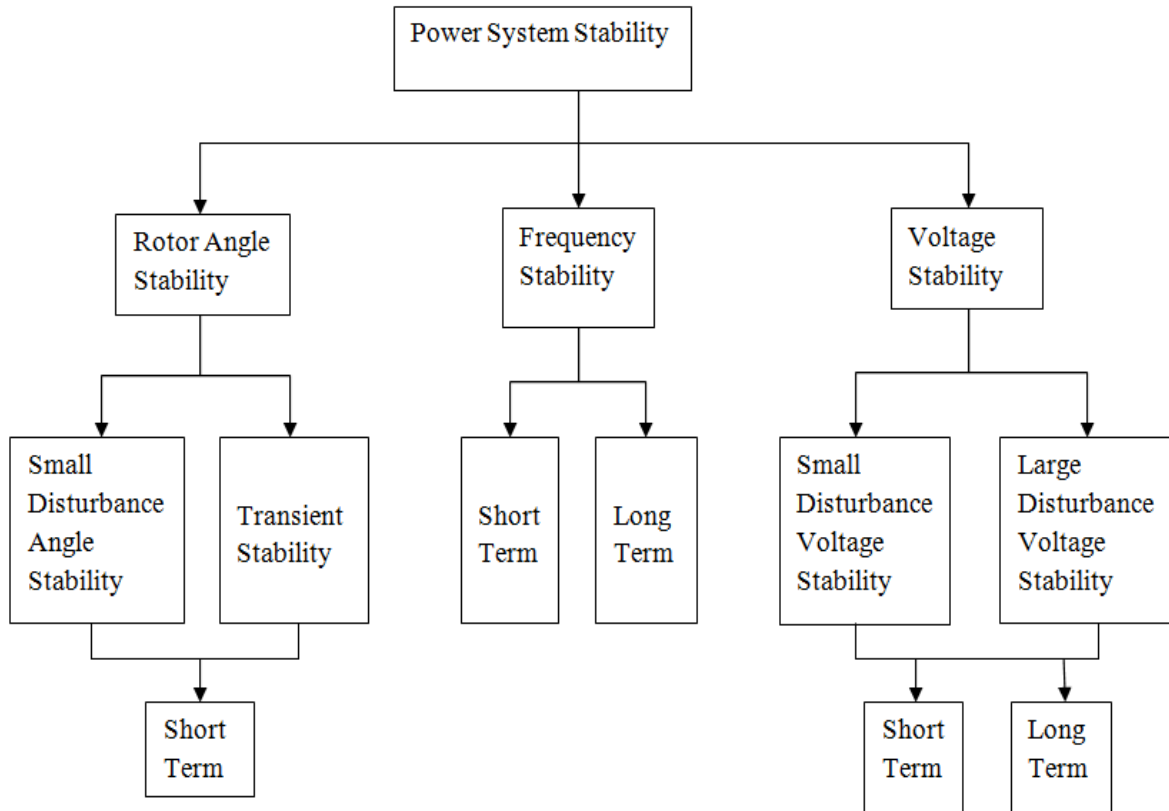 Power System Stability
Rotor Angle
Stability
Frequency
Stability
Voltage
Stability
Small
Disturbance
Angle
Stability
Transient
Stability
Short
Term
Long
Term
Small
Disturbance
Voltage
Stability
Large
Disturbance
Voltage
Stability
Short
Term
Short
Term
Long
Term